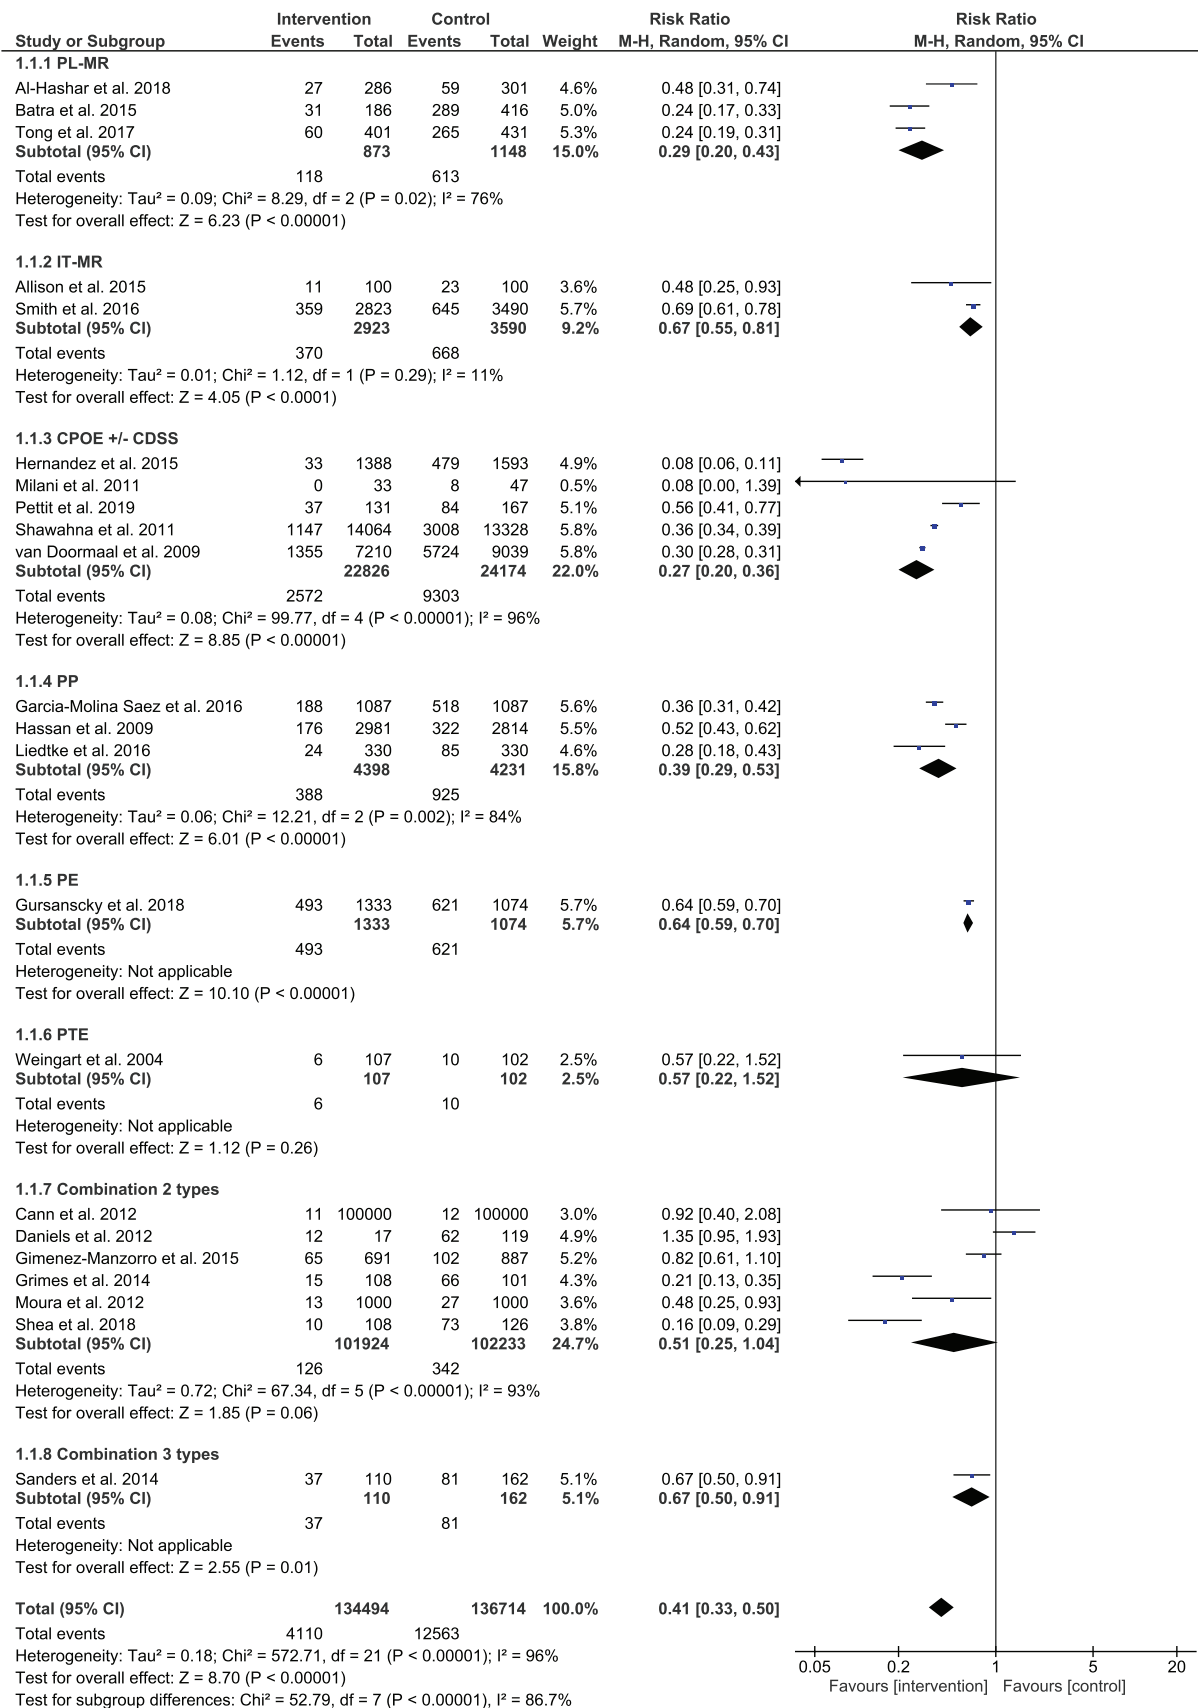 Intervention Control Risk Ratio Risk Ratio
Study or Subgroup Events Total Events Total Weight M-H, Random, 95% CI M-H, Random, 95% CI
1.1.1 PL-MR
Al-Hashar et al. 2018 27 286 59 301 4.6% 0.48 [0.31, 0.74]
Batra et al. 2015 31 186 289 416 5.0% 0.24 [0.17, 0.33]
Tong et al. 2017 60 401 265 431 5.3% 0.24 [0.19, 0.31]
Subtotal (95% CI) 873 1148 15.0% 0.29 [0.20, 0.43]
Total events 118 613
Heterogeneity: Tau² = 0.09; Chi² = 8.29, df = 2 (P = 0.02); I² = 76%
Test for overall effect: Z = 6.23 (P < 0.00001)
1.1.2 IT-MR
Allison et al. 2015 11 100 23 100 3.6% 0.48 [0.25, 0.93]
Smith et al. 2016 359 2823 645 3490 5.7% 0.69 [0.61, 0.78]
Subtotal (95% CI) 2923 3590 9.2% 0.67 [0.55, 0.81]
Total events 370 668
Heterogeneity: Tau² = 0.01; Chi² = 1.12, df = 1 (P = 0.29); I² = 11%
Test for overall effect: Z = 4.05 (P < 0.0001)
1.1.3 CPOE +/- CDSS
Hernandez et al. 2015 33 1388 479 1593 4.9% 0.08 [0.06, 0.11]
Milani et al. 2011 0 33 8 47 0.5% 0.08 [0.00, 1.39]
Pettit et al. 2019 37 131 84 167 5.1% 0.56 [0.41, 0.77]
Shawahna et al. 2011 1147 14064 3008 13328 5.8% 0.36 [0.34, 0.39]
van Doormaal et al. 2009 1355 7210 5724 9039 5.8% 0.30 [0.28, 0.31]
Subtotal (95% CI) 22826 24174 22.0% 0.27 [0.20, 0.36]
Total events 2572 9303
Heterogeneity: Tau² = 0.08; Chi² = 99.77, df = 4 (P < 0.00001); I² = 96%
Test for overall effect: Z = 8.85 (P < 0.00001)
1.1.4 PP
Garcia-Molina Saez et al. 2016 188 1087 518 1087 5.6% 0.36 [0.31, 0.42]
Hassan et al. 2009 176 2981 322 2814 5.5% 0.52 [0.43, 0.62]
Liedtke et al. 2016 24 330 85 330 4.6% 0.28 [0.18, 0.43]
Subtotal (95% CI) 4398 4231 15.8% 0.39 [0.29, 0.53]
Total events 388 925
Heterogeneity: Tau² = 0.06; Chi² = 12.21, df = 2 (P = 0.002); I² = 84%
Test for overall effect: Z = 6.01 (P < 0.00001)
1.1.5 PE
Gursanscky et al. 2018 493 1333 621 1074 5.7% 0.64 [0.59, 0.70]
Subtotal (95% CI) 1333 1074 5.7% 0.64 [0.59, 0.70]
Total events 493 621
Heterogeneity: Not applicable
Test for overall effect: Z = 10.10 (P < 0.00001)
1.1.6 PTE
Weingart et al. 2004 6 107 10 102 2.5% 0.57 [0.22, 1.52]
Subtotal (95% CI) 107 102 2.5% 0.57 [0.22, 1.52]
Total events 6 10
Heterogeneity: Not applicable
Test for overall effect: Z = 1.12 (P = 0.26)
1.1.7 Combination 2 types
Cann et al. 2012 11 100000 12 100000 3.0% 0.92 [0.40, 2.08]
Daniels et al. 2012 12 17 62 119 4.9% 1.35 [0.95, 1.93]
Gimenez-Manzorro et al. 2015 65 691 102 887 5.2% 0.82 [0.61, 1.10]
Grimes et al. 2014 15 108 66 101 4.3% 0.21 [0.13, 0.35]
Moura et al. 2012 13 1000 27 1000 3.6% 0.48 [0.25, 0.93]
Shea et al. 2018 10 108 73 126 3.8% 0.16 [0.09, 0.29]
Subtotal (95% CI) 101924 102233 24.7% 0.51 [0.25, 1.04]
Total events 126 342
Heterogeneity: Tau² = 0.72; Chi² = 67.34, df = 5 (P < 0.00001); I² = 93%
Test for overall effect: Z = 1.85 (P = 0.06)
1.1.8 Combination 3 types
Sanders et al. 2014 37 110 81 162 5.1% 0.67 [0.50, 0.91]
Subtotal (95% CI) 110 162 5.1% 0.67 [0.50, 0.91]
Total events 37 81
Heterogeneity: Not applicable
Test for overall effect: Z = 2.55 (P = 0.01)
Total (95% CI) 134494 136714 100.0% 0.41 [0.33, 0.50]
Total events 4110 12563
Heterogeneity: Tau² = 0.18; Chi² = 572.71, df = 21 (P < 0.00001); I² = 96%
Test for overall effect: Z = 8.70 (P < 0.00001)
Test for subgroup differences: Chi² = 52.79, df = 7 (P < 0.00001), I² = 86.7%
0.05 0.2 1 5 20
Favours [intervention] Favours [control]